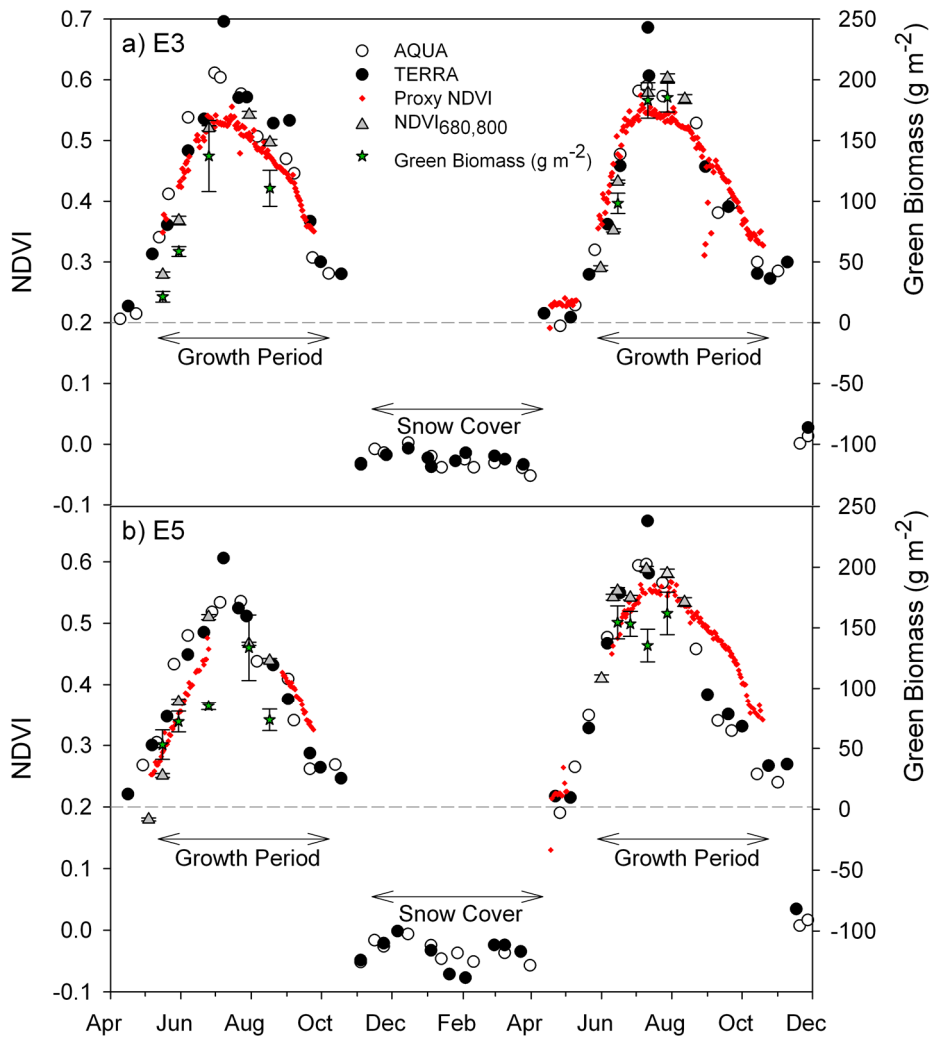 a) E3
AQUA
TERRA
Proxy NDVI
NDVI680,800
Green Biomass (g m-2)
0.7
0.6
0.5
0.4
0.3
0.2
0.1
0.0
-0.1
NDVI
250
200
150
100
50
0
-50
-100
-150
Green Biomass (g m-2)
Growth Period
Growth Period
Snow Cover
b) E5
0.6
0.5
0.4
0.3
0.2
0.1
0.0
-0.1
NDVI
250
200
150
100
50
0
-50
-100
Green Biomass (g m-2)
Growth Period
Growth Period
Snow Cover
Apr Jun Aug Oct Dec Feb Apr Jun Aug Oct Dec